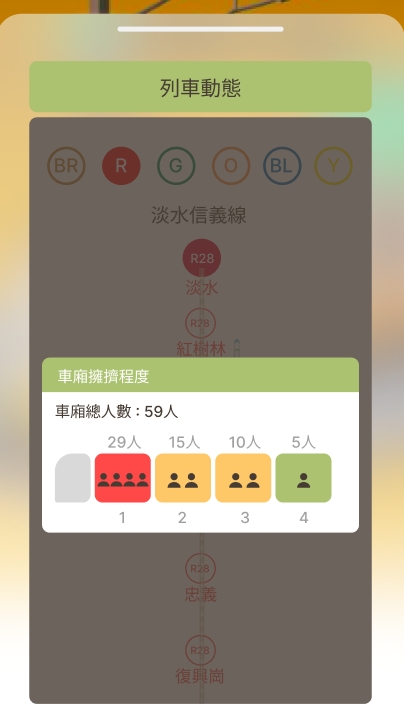 列車動態
BR R G O BL Y
淡水信義線
R28
淡水
R28
紅樹林
車廂擁擠程度
車廂總人數 : 59人
29人 15人 10人 5人
1 2 3 4
R28
忠義
R28
復興崗